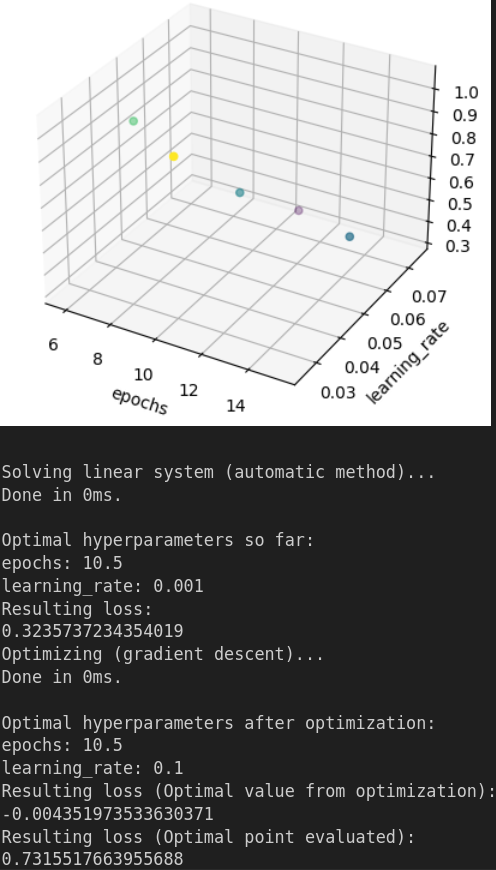 1.0
0.9
0.8
0.7
0.6
0.5
0.4
0.3
0.07
0.06
0.05
0.04
0.03
learning_rate
6
8
10
12
14
epochs
Solving linear system (automatic method)...
Done in 0ms.
Optimal hyperparameters so far:
epochs: 10.5
learning_rate: 0.001
Resulting loss:
0.3235737234354019
Optimizing (gradient descent)...
Done in 0ms.
Optimal hyperparameters after optimization:
epochs: 10.5
learning_rate: 0.1
Resulting loss (Optimal value from optimization):
-0.004351973533630371
Resulting loss (Optimal point evaluated):
0.7315517663955688